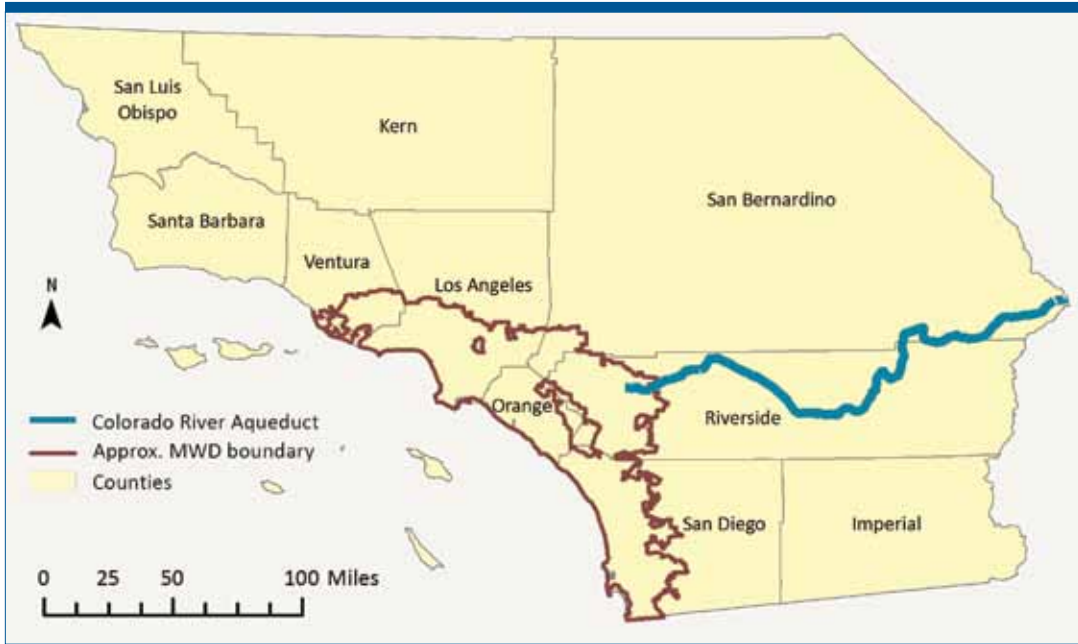 San Luis
Obispo
Kern
San Bernardino
Santa Barbara
Ventura
Los Angeles
N
Orange
Riverside
Colorado River Aqueduct
Approx. MWD boundary
Counties
San Diego
Imperial
0 25 50 100 Miles